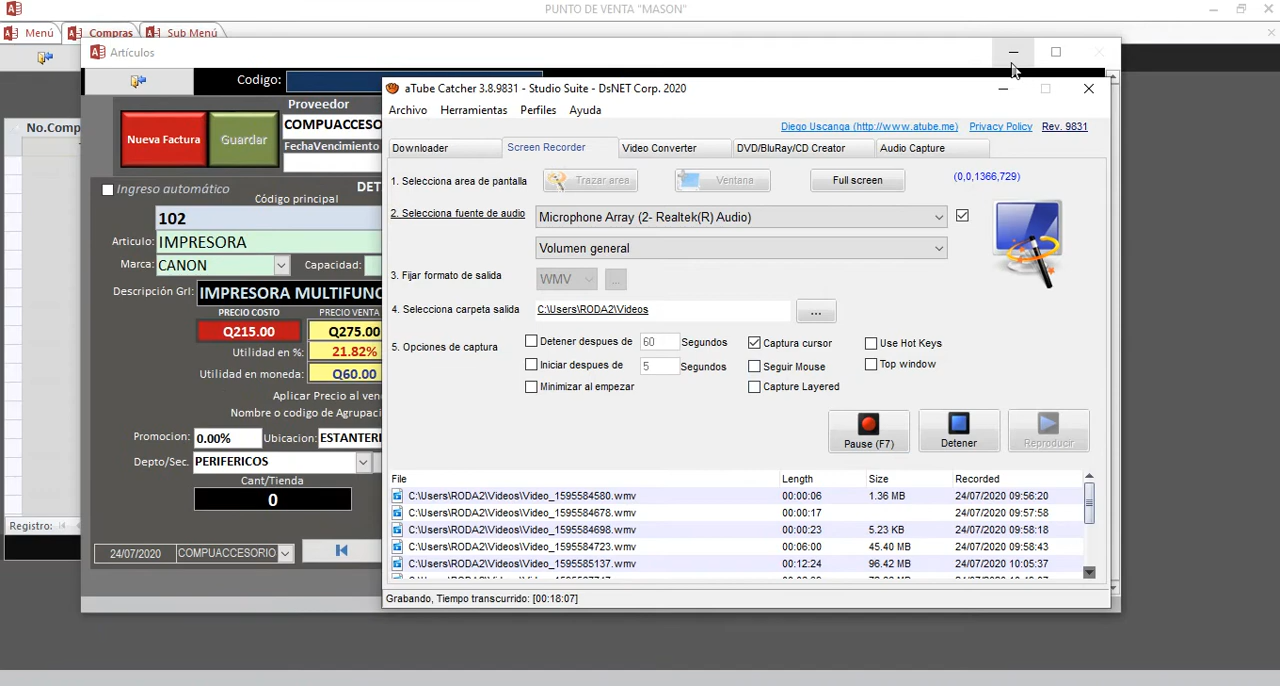 PUNTO DE VENTA "MASON"
Menú
Compras
Sub Menú
Artículos
Codigo:
No.Comp
Nueva Factura
Guardar
Proveedor
COMPUACCESO
FechaVencimiento
Ingreso automático
DET
Código principal
102
Articulo: IMPRESORA
Marca: CANON
Capacidad:
Descripción Grl: IMPRESORA MULTIFUNC
PRECIO COSTO
PRECIO VENTA
Q215.00
Q275.00
Utilidad en %: 21.82%
Utilidad en moneda: Q60.00
Aplicar Precio al ven
Nombre o codigo de Agrupaci
Promocion: 0.00%
Ubicacion: ESTANTERI
Depto/Sec. PERIFERICOS
Cant/Tienda
0
Registro:
24/07/2020
COMPUACCESORIO
aTube Catcher 3.8.9831 - Studio Suite - DsNET Corp. 2020
Archivo Herramientas Perfiles Ayuda
Diego Uscanga (http://www.atube.me) Privacy Policy Rev. 9831
Downloader Screen Recorder Video Converter DVD/BluRay/CD Creator Audio Capture
1. Selecciona area de pantalla Trazar area Ventana Full screen (0,0,1366,729)
2. Selecciona fuente de audio Microphone Array (2- Realtek(R) Audio)
Volumen general
3. Fijar formato de salida WMV ...
4. Selecciona carpeta salida C:\Users\RODA2\Videos ...
5. Opciones de captura
Detener despues de 60 Segundos
Captura cursor
Use Hot Keys
Iniciar despues de 5 Segundos
Seguir Mouse
Top window
Minimizar al empezar
Capture Layered
Pause (F7) Detener Reproducir
File Length Size Recorded
C:\Users\RODA2\Videos\Video_1595584580.wmv 00:00:06 1.36 MB 24/07/2020 09:56:20
C:\Users\RODA2\Videos\Video_1595584678.wmv 00:00:17 24/07/2020 09:57:58
C:\Users\RODA2\Videos\Video_1595584698.wmv 00:00:23 5.23 KB 24/07/2020 09:58:18
C:\Users\RODA2\Videos\Video_1595584723.wmv 00:06:00 45.40 MB 24/07/2020 09:58:43
C:\Users\RODA2\Videos\Video_1595585137.wmv 00:12:24 96.42 MB 24/07/2020 10:05:37
Grabando, Tiempo transcurrido: [00:18:07]